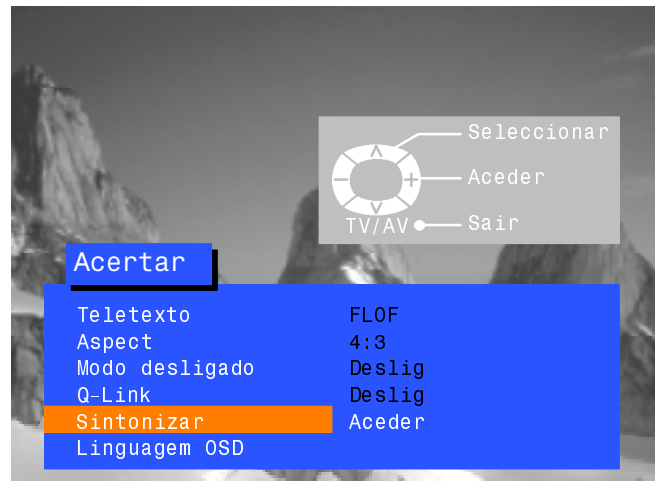 Seleccionar
Aceder
TV/AV Sair
Acertar
Teletexto FLOF
Aspect 4:3
Modo desligado Deslig
Q-Link Deslig
Sintonizar Aceder
Linguagem OSD